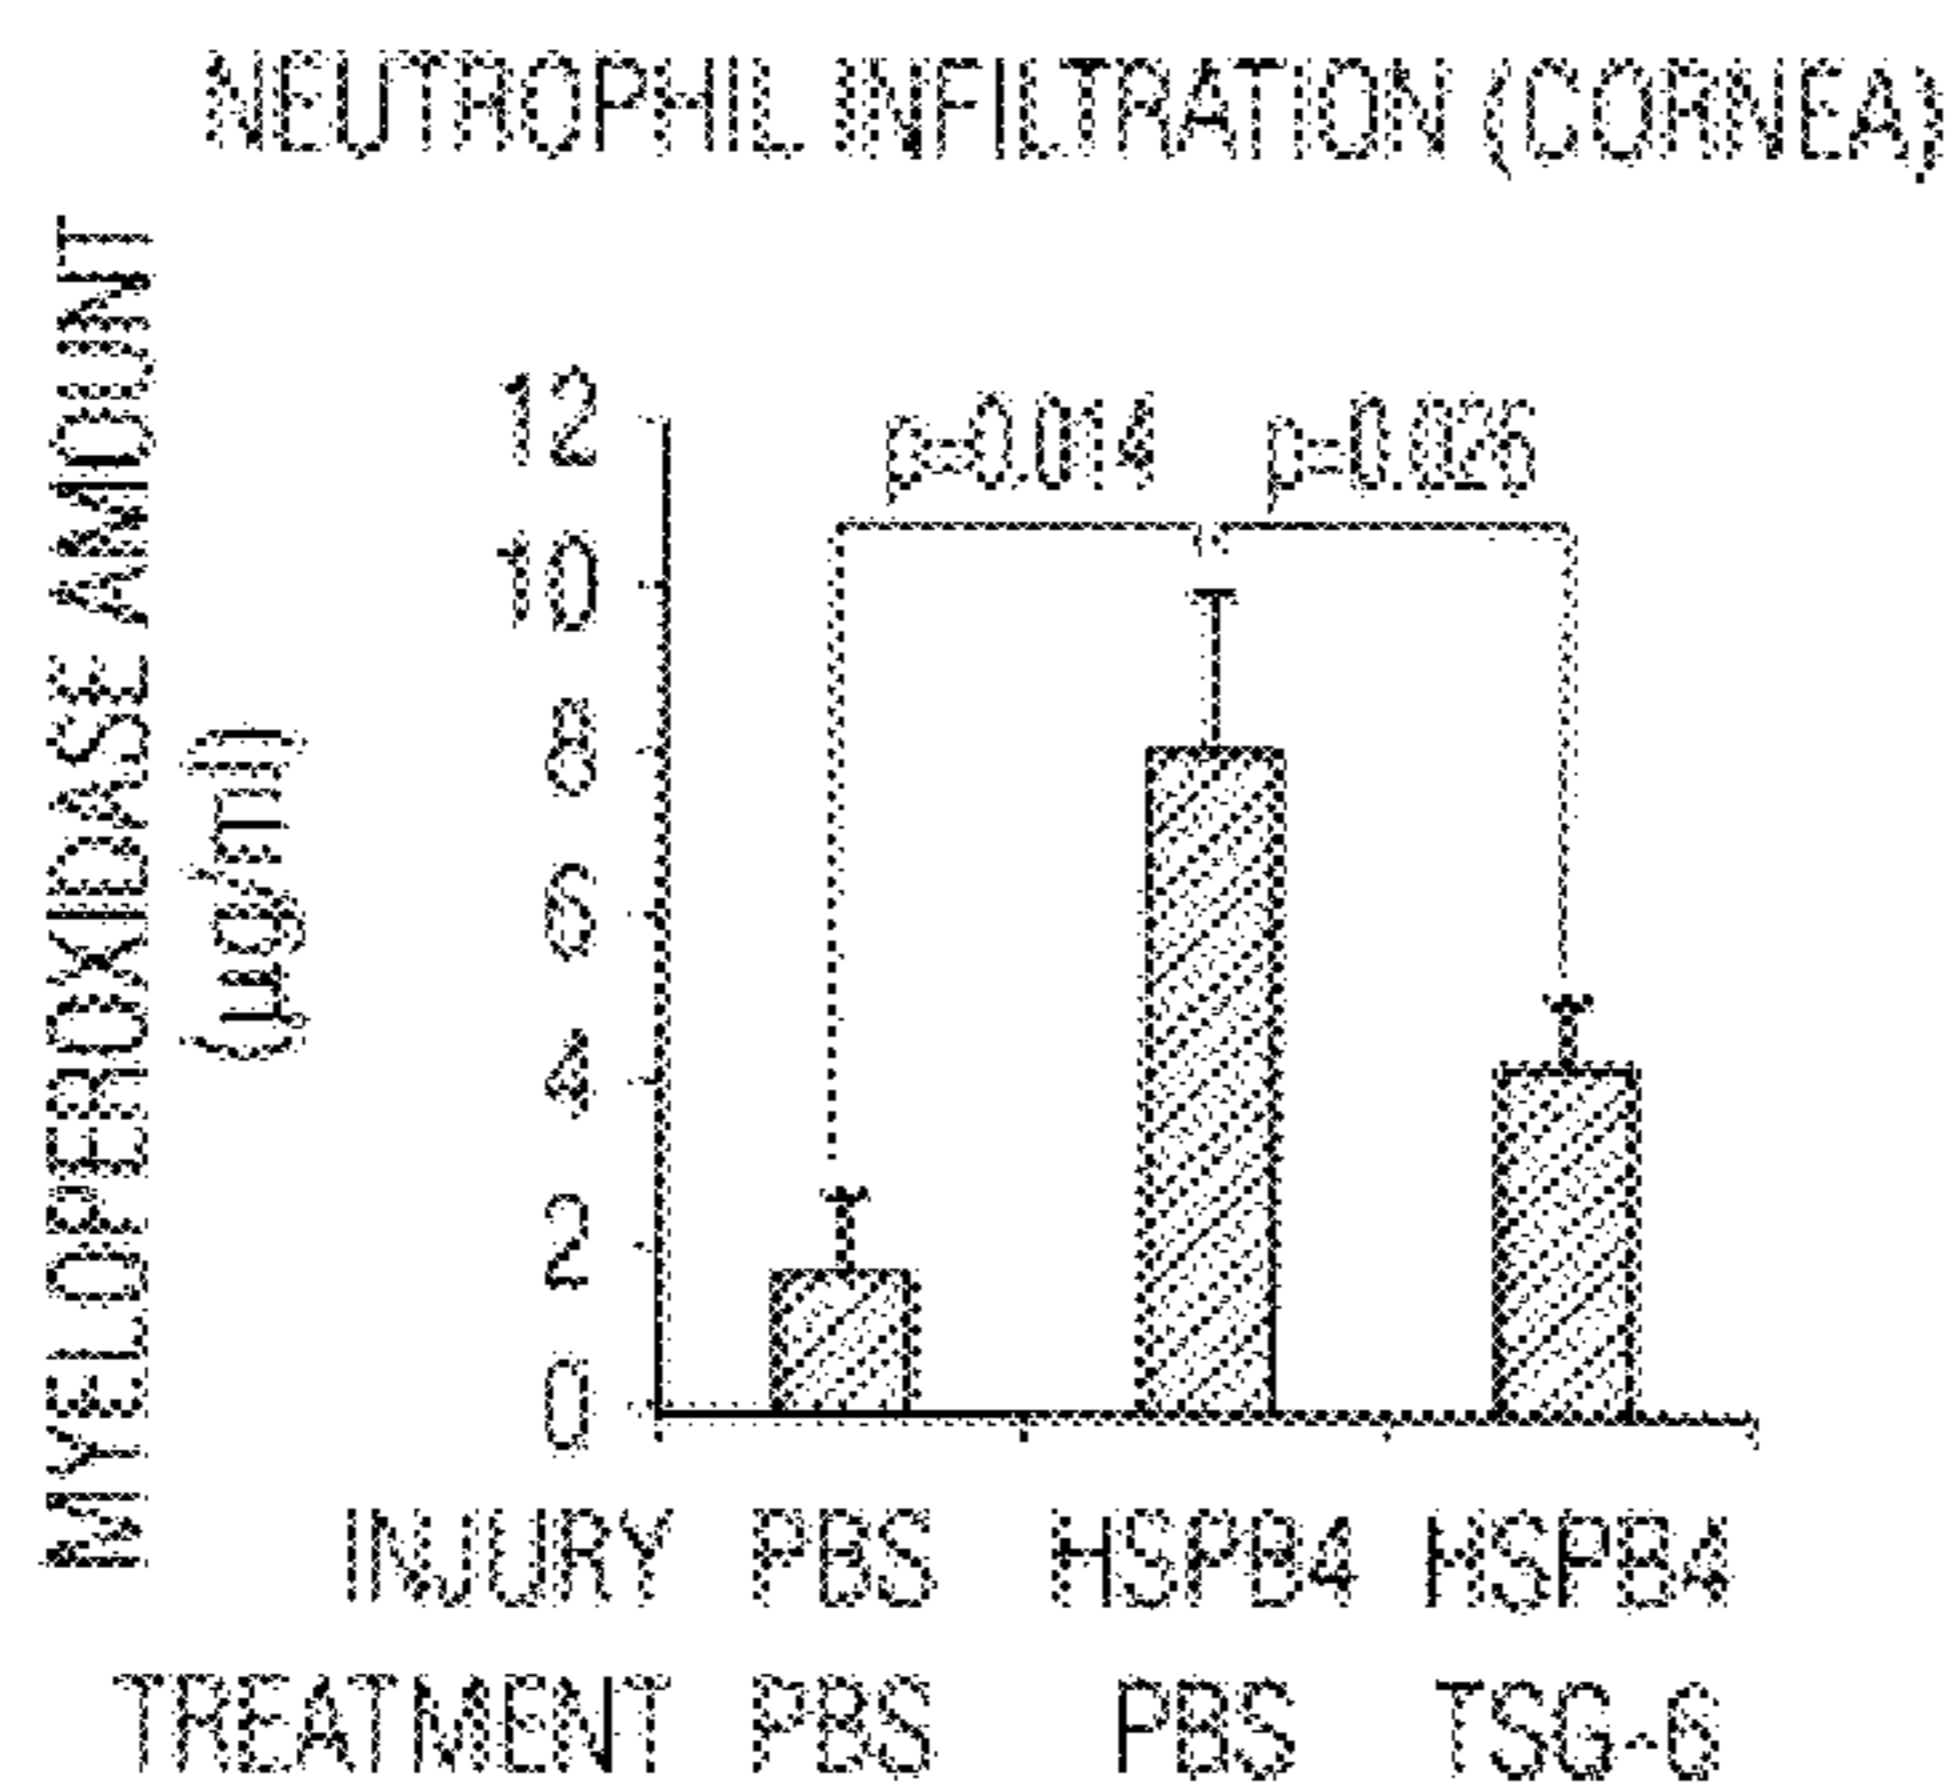 NEUTROPHIL INFILTRATION (CORNEA)
MYELOPEROXIDASE AMOUNT
(µg/ml)
12
10
8
6
4
2
0
p=0.014 p=0.026
INJURY PBS HSPB4 HSPB4
TREATMENT PBS PBS TSG-6